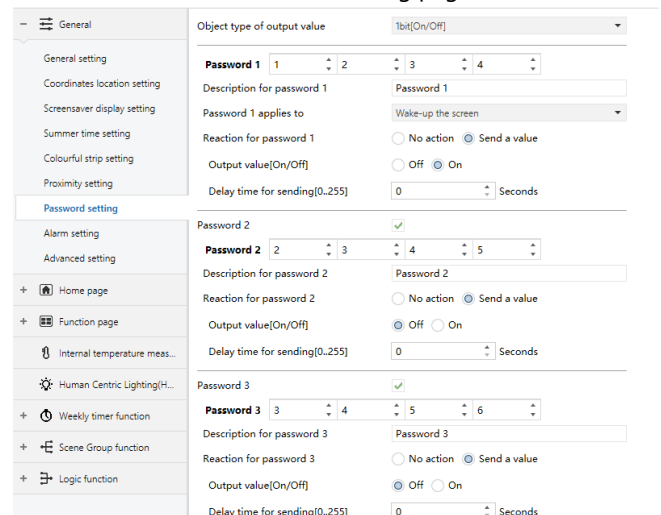 General
General setting
Coordinates location setting
Screensaver display setting
Summer time setting
Colourful strip setting
Proximity setting
Password setting
Alarm setting
Advanced setting
Home page
Function page
Internal temperature meas...
Human Centric Lighting(H...
Weekly timer function
Scene Group function
Logic function
Object type of output value 1bit[On/Off]
Password 1 1 2 3 4
Description for password 1 Password 1
Password 1 applies to Wake-up the screen
Reaction for password 1 No action Send a value
Output value[On/Off] Off On
Delay time for sending[0..255] 0 Seconds
Password 2
Password 2 2 3 4 5
Description for password 2 Password 2
Reaction for password 2 No action Send a value
Output value[On/Off] Off On
Delay time for sending[0..255] 0 Seconds
Password 3
Password 3 3 4 5 6
Description for password 3 Password 3
Reaction for password 3 No action Send a value
Output value[On/Off] Off On
Delay time for sending[0..255] 0 Seconds